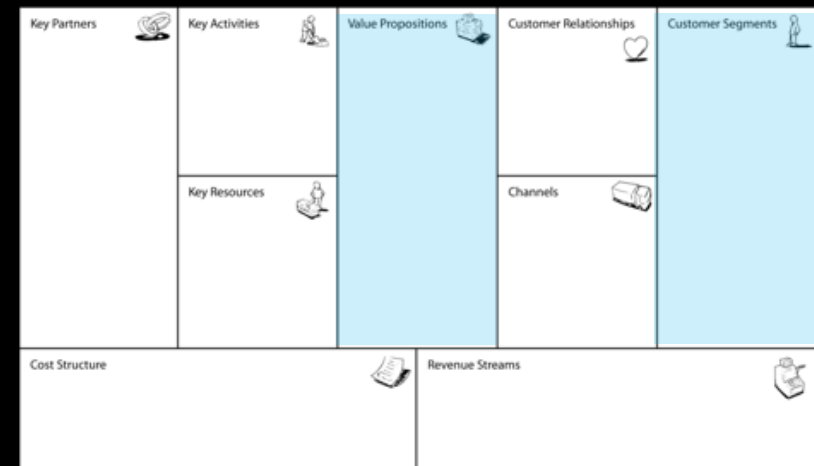 Key Partners
Key Activities
Value Propositions
Customer Relationships
Customer Segments
Key Resources
Channels
Cost Structure
Revenue Streams